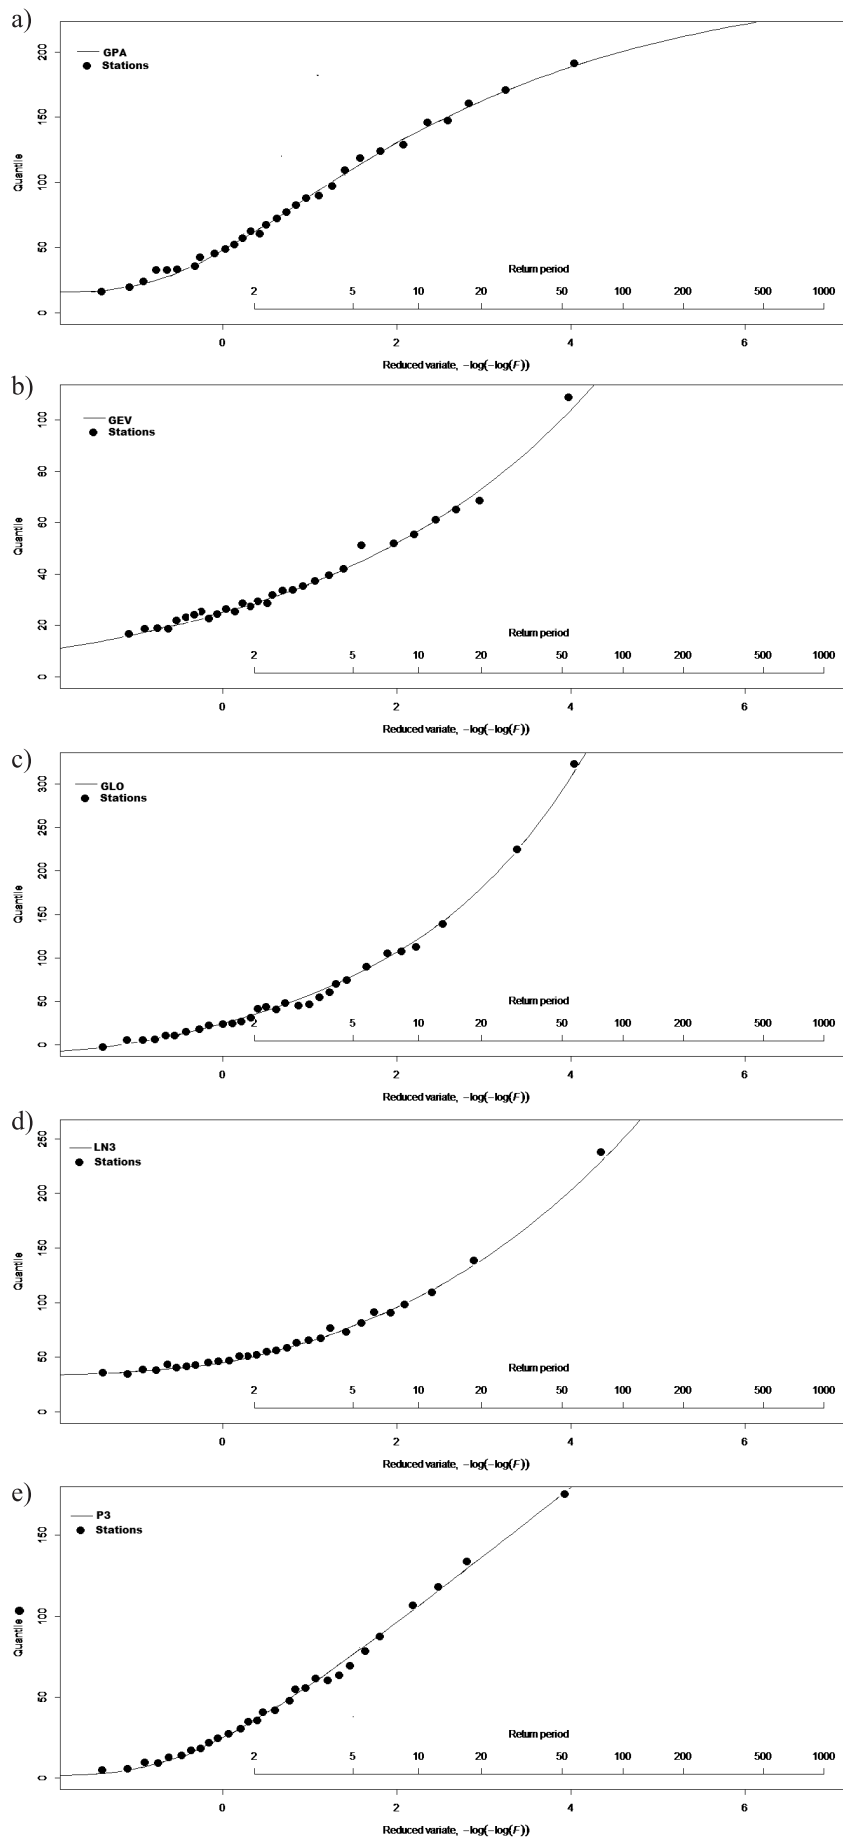 a)
GPA
Stations
Quantile
0 50 100 150 200
Return period
2 5 10 20 50 100 200 500 1000
0 2 4 6
Reduced variate, −log(−log(F))
b)
GEV
Stations
Quantile
0 20 40 60 80 100
Return period
2 5 10 20 50 100 200 500 1000
0 2 4 6
Reduced variate, −log(−log(F))
c)
GLO
Stations
Quantile
0 50 100 150 200 250 300
Return period
2 5 10 20 50 100 200 500 1000
0 2 4 6
Reduced variate, −log(−log(F))
d)
LN3
Stations
Quantile
0 50 100 150 200 250
Return period
2 5 10 20 50 100 200 500 1000
0 2 4 6
Reduced variate, −log(−log(F))
e)
P3
Stations
Quantile
0 50 100 150
Return period
2 5 10 20 50 100 200 500 1000
0 2 4 6
Reduced variate, −log(−log(F))